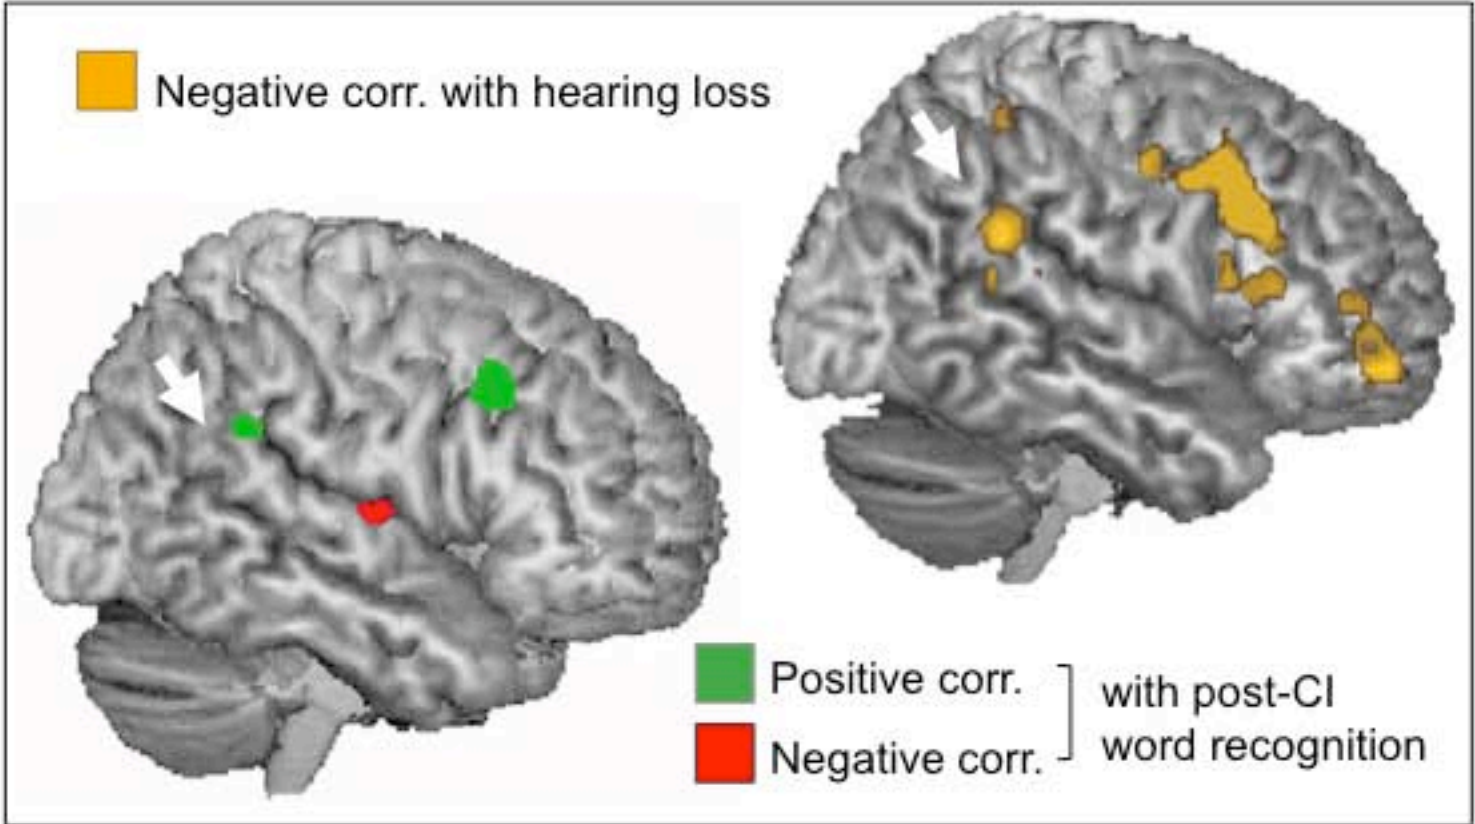 Negative corr. with hearing loss
Positive corr.
Negative corr.
with post-CI
word recognition